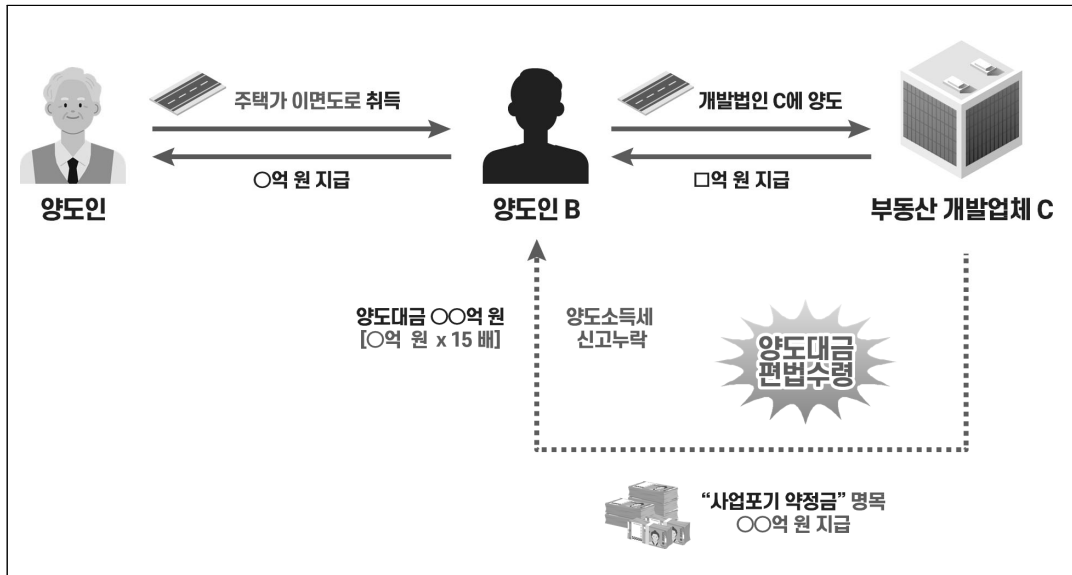 주택가 이면도로 취득
○억 원 지급
양도인
개발법인 C에 양도
□억 원 지급
양도인 B
부동산 개발업체 C
양도대금 ○○억 원
[○억 원 x 15 배]
양도소득세
신고누락
양도대금
편법수령
“사업포기 약정금” 명목
○○억 원 지급